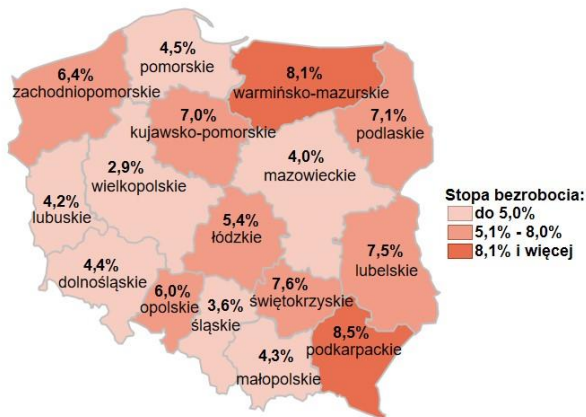 4,5%
pomorskie
6,4%
zachodniopomorskie
8,1%
warmińsko-mazurskie
7,0%
kujawsko-pomorskie
7,1%
podlaskie
2,9%
wielkopolskie
4,0%
mazowieckie
4,2%
lubuskie
5,4%
łódzkie
4,4%
dolnośląskie
7,5%
lubelskie
6,0%
opolskie
3,6%
śląskie
7,6%
świętokrzyskie
8,5%
podkarpackie
4,3%
małopolskie
Stopa bezrobocia:
do 5,0%
5,1% - 8,0%
8,1% i więcej